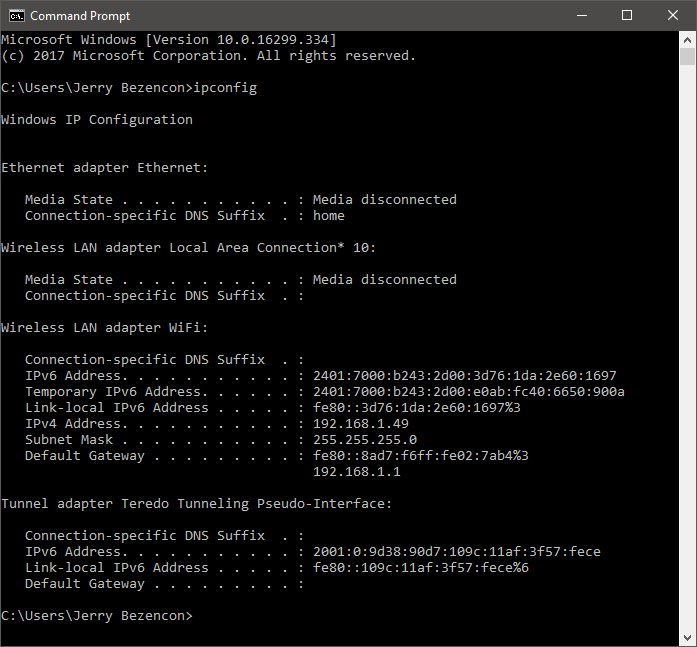 Command Prompt
Microsoft Windows [Version 10.0.16299.334]
(c) 2017 Microsoft Corporation. All rights reserved.
C:\Users\Jerry Bezencon>ipconfig
Windows IP Configuration
Ethernet adapter Ethernet:
Media State . . . . . . . . . . . : Media disconnected
Connection-specific DNS Suffix  . : home
Wireless LAN adapter Local Area Connection* 10:
Media State . . . . . . . . . . . : Media disconnected
Connection-specific DNS Suffix  . :
Wireless LAN adapter WiFi:
Connection-specific DNS Suffix  . :
IPv6 Address. . . . . . . . . . . : 2401:7000:b243:2d00:3d76:1da:2e60:1697
Temporary IPv6 Address. . . . . . : 2401:7000:b243:2d00:e0ab:fc40:6650:900a
Link-local IPv6 Address . . . . . : fe80::3d76:1da:2e60:1697%3
IPv4 Address. . . . . . . . . . . : 192.168.1.49
Subnet Mask . . . . . . . . . . . : 255.255.255.0
Default Gateway . . . . . . . . . : fe80::8ad7:f6ff:fe02:7ab4%3
192.168.1.1
Tunnel adapter Teredo Tunneling Pseudo-Interface:
Connection-specific DNS Suffix  . :
IPv6 Address. . . . . . . . . . . : 2001:0:9d38:90d7:109c:11af:3f57:fece
Link-local IPv6 Address . . . . . : fe80::109c:11af:3f57:fece%6
Default Gateway . . . . . . . . . :
C:\Users\Jerry Bezencon>